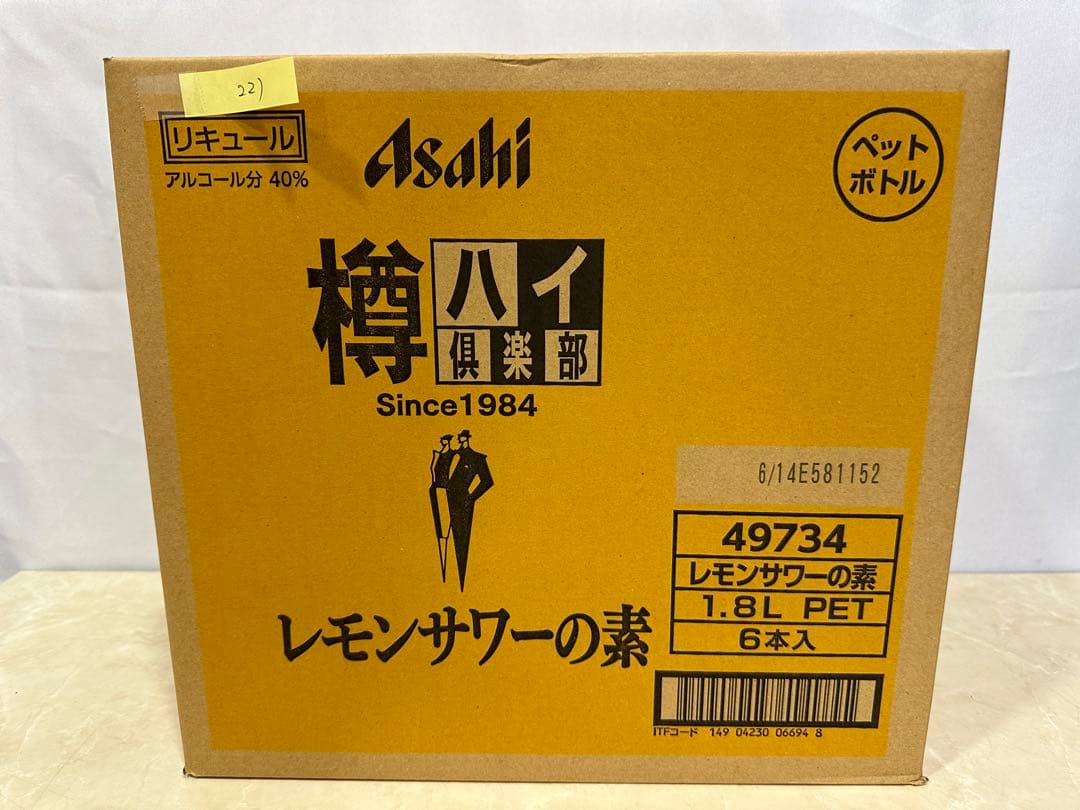 22)
リキュール
アルコール分 40%
Asahi
ペット
ボトル
樽ハイ
倶楽部
Since1984
レモンサワーの素
6/14E581152
49734
レモンサワーの素
1.8L PET
6本入
ITFコード 149 04230 06694 8